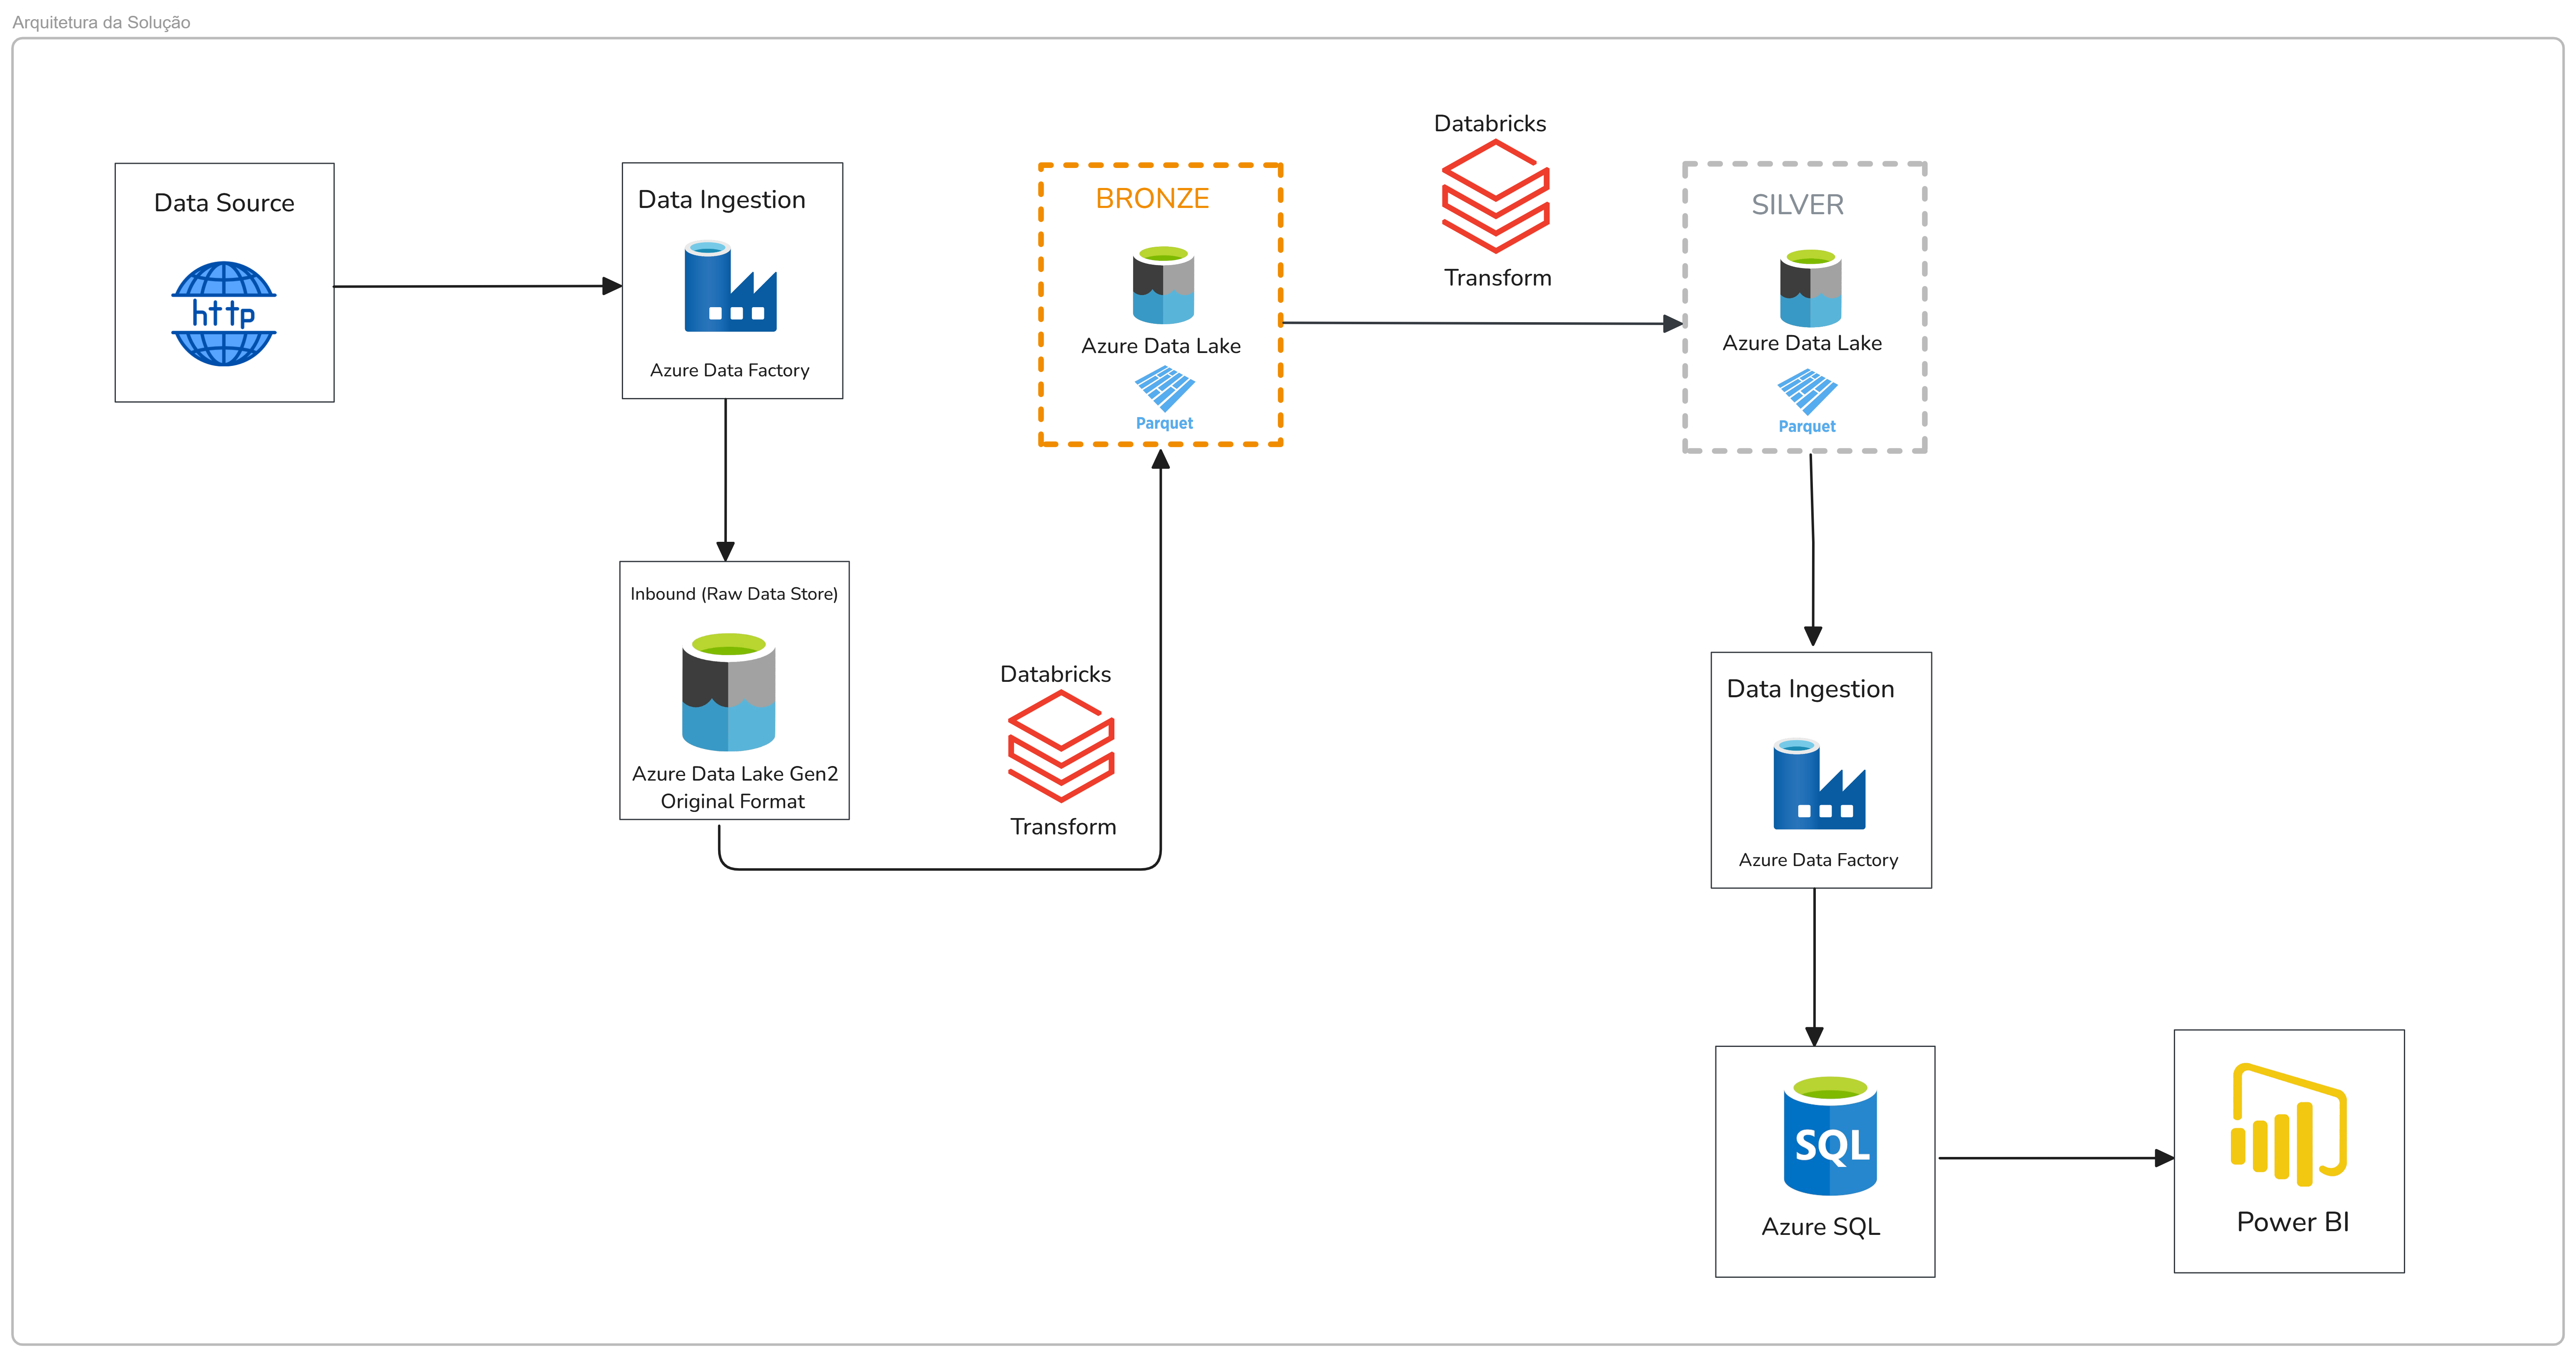 Arquitetura da Solução
Data Source
http
Data Ingestion
Azure Data Factory
Inbound (Raw Data Store)
Azure Data Lake Gen2
Original Format
Databricks
Transform
BRONZE
Azure Data Lake
Parquet
Databricks
Transform
SILVER
Azure Data Lake
Parquet
Data Ingestion
Azure Data Factory
SQL
Azure SQL
Power BI